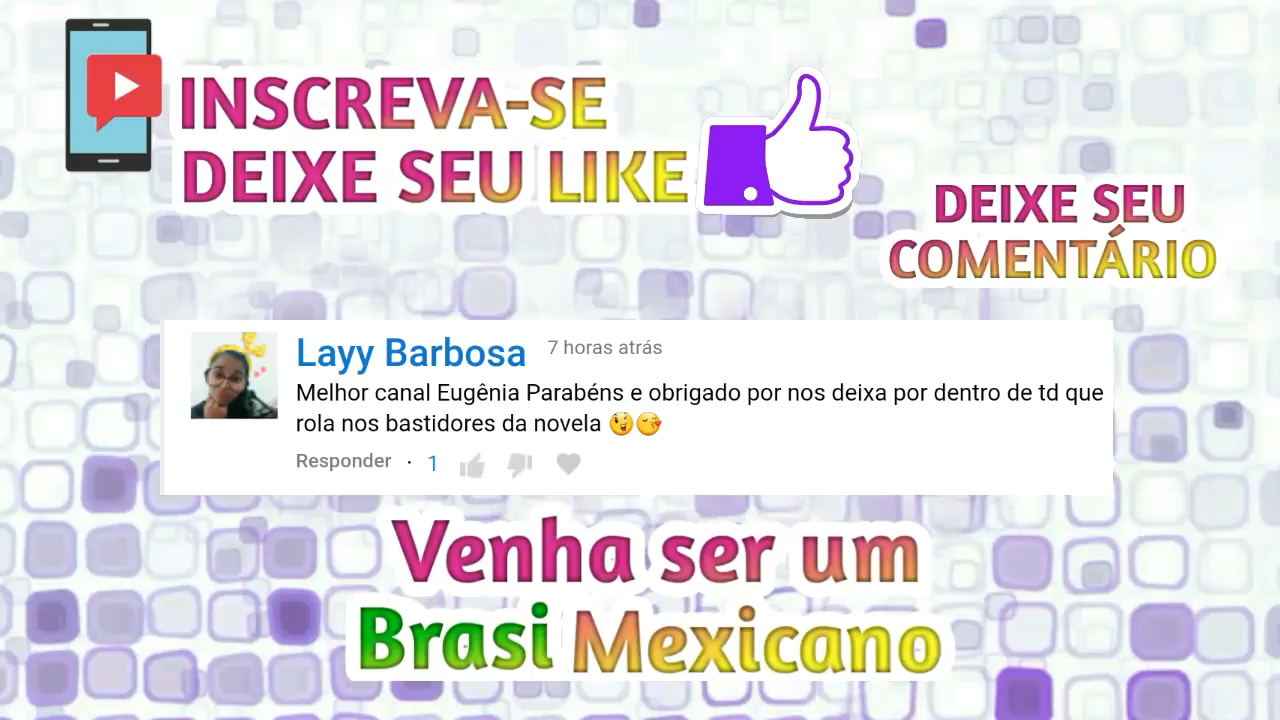 INSCREVA-SE
DEIXE SEU LIKE
DEIXE SEU
COMENTÁRIO
Layy Barbosa 7 horas atrás
Melhor canal Eugênia Parabéns e obrigado por nos deixa por dentro de td que
rola nos bastidores da novela 😉😘
Responder · 1
Venha ser um
Brasi Mexicano